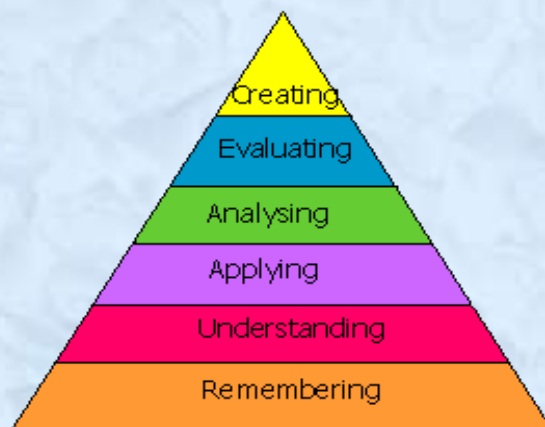 Creating
Evaluating
Analysing
Applying
Understanding
Remembering